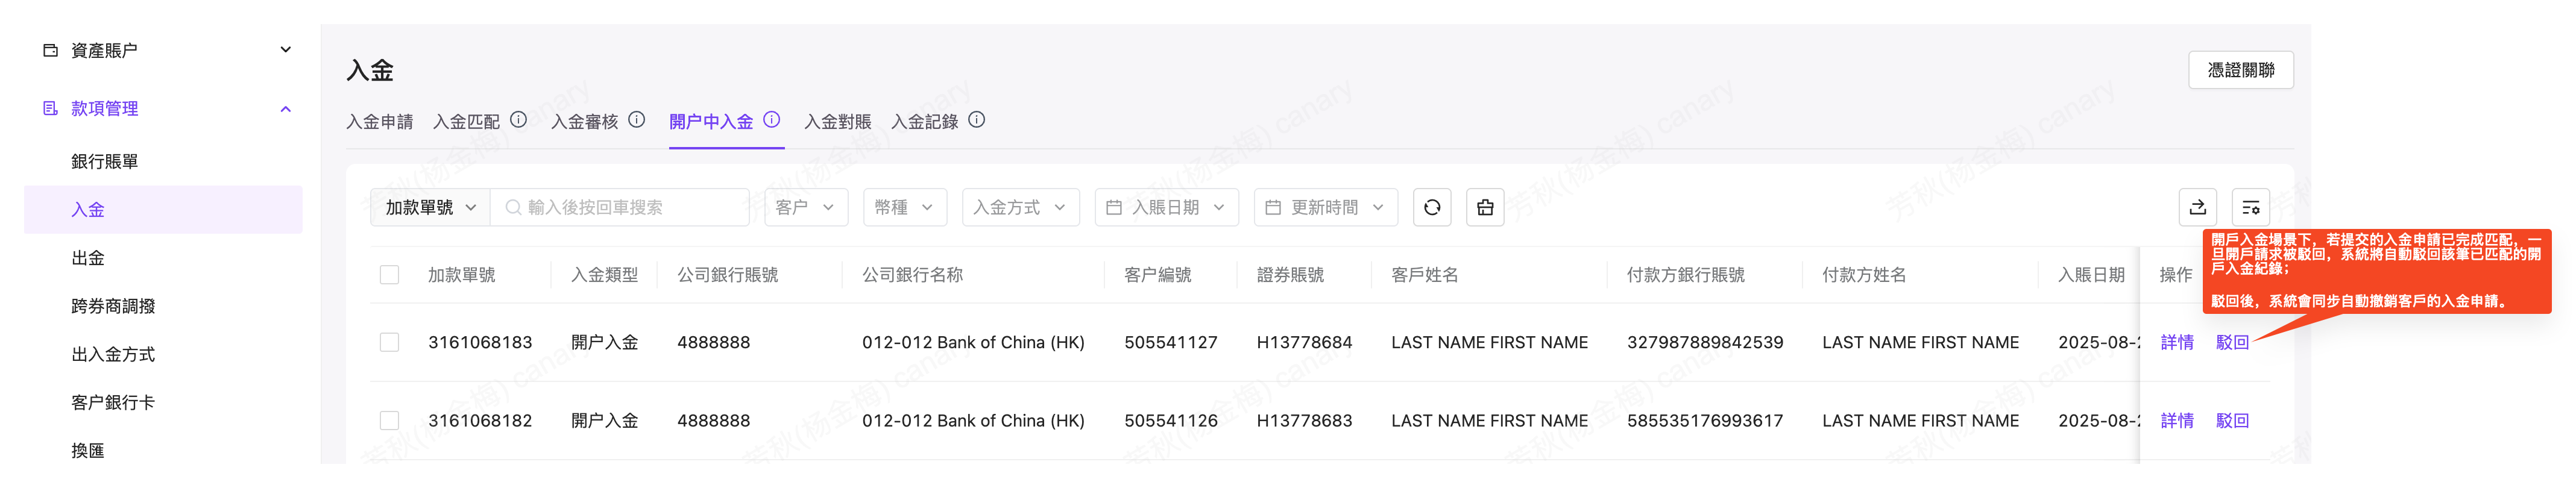 資產賬户
款項管理
銀行賬單
入金
出金
跨券商調撥
出入金方式
客户銀行卡
換匯
入金
憑證關聯
入金申請 入金匹配 入金審核 開户中入金 入金對賬 入金記錄
加款單號 輸入後按回車搜索 客户 幣種 入金方式 入賬日期 更新時間
開戶入金場景下，若提交的入金申請已完成匹配，一
旦開戶請求被駁回，系統將自動駁回該筆已匹配的開
戶入金紀錄；
駁回後，系統會同步自動撤銷客戶的入金申請。
加款單號 入金類型 公司銀行賬號 公司銀行名称 客户編號 證券賬號 客戶姓名 付款方銀行賬號 付款方姓名 入賬日期 操作
3161068183 開户入金 4888888 012-012 Bank of China (HK) 505541127 H13778684 LAST NAME FIRST NAME 327987889842539 LAST NAME FIRST NAME 2025-08-2 詳情 駁回
3161068182 開户入金 4888888 012-012 Bank of China (HK) 505541126 H13778683 LAST NAME FIRST NAME 585535176993617 LAST NAME FIRST NAME 2025-08-2 詳情 駁回
芳秋(杨金梅) canary